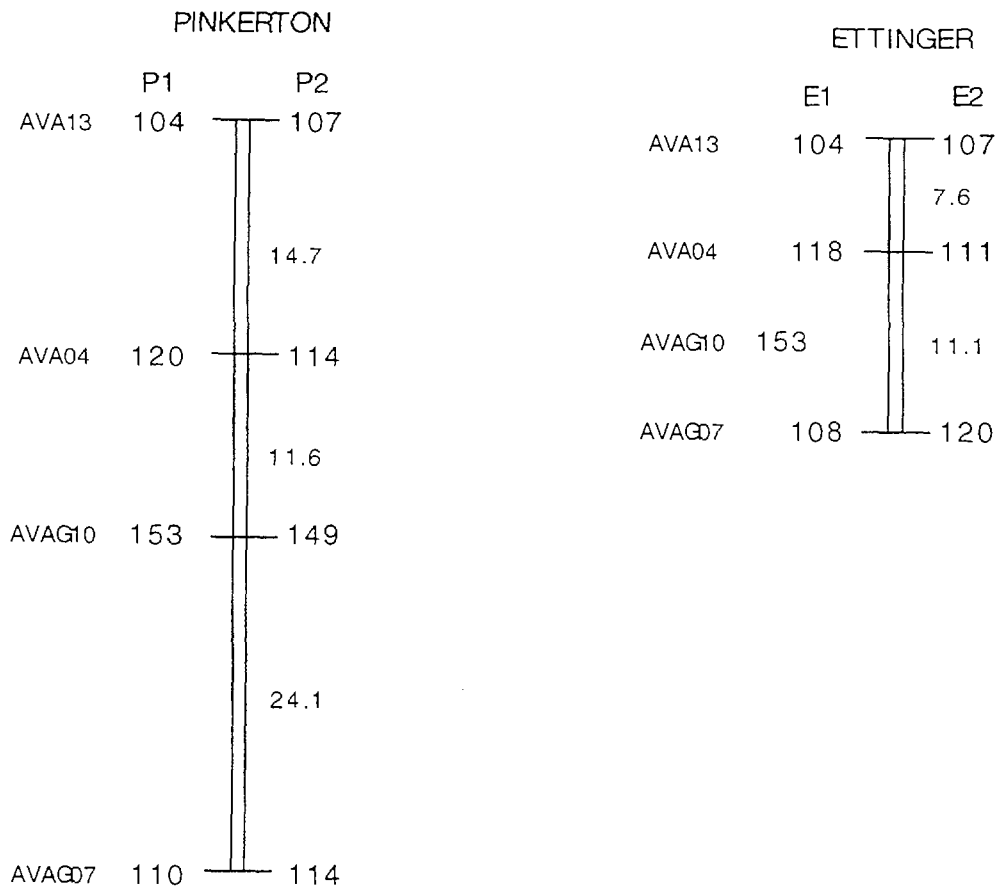 PINKERTON
P1 P2
AVA13 104 107
14.7
AVA04 120 114
11.6
AVAG10 153 149
24.1
AVAG07 110 114
ETTINGER
E1 E2
AVA13 104 107
7.6
AVA04 118 111
AVAG10 153 11.1
AVAG07 108 120